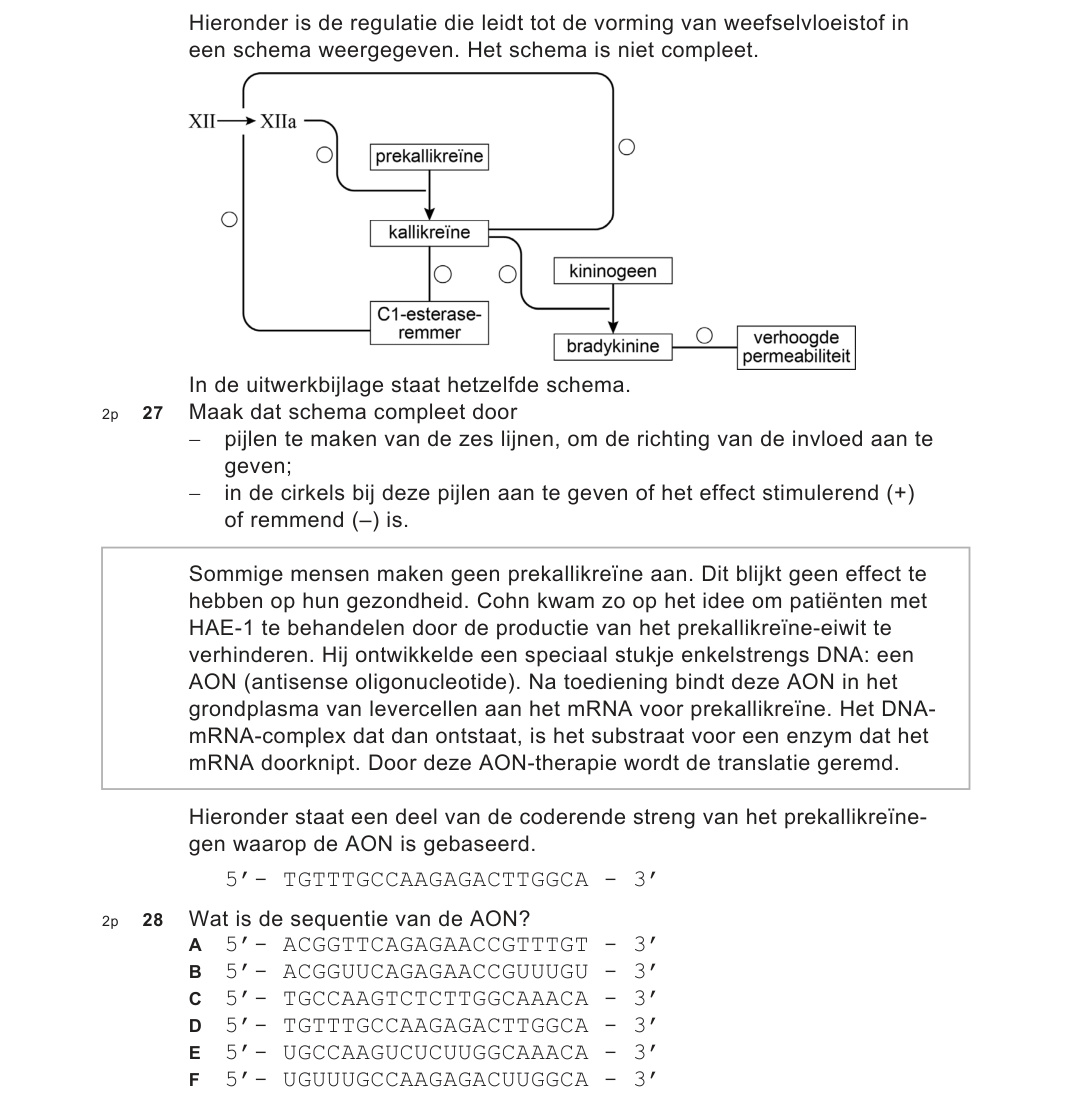 Hieronder is de regulatie die leidt tot de vorming van weefselvloeistof in
een schema weergegeven. Het schema is niet compleet.
XII
XIIa
prekallikreïne
kallikreïne
kininogeen
C1-esterase-
remmer
bradykinine
verhoogde
permeabiliteit
In de uitwerkbijlage staat hetzelfde schema.
2p 27 Maak dat schema compleet door
– pijlen te maken van de zes lijnen, om de richting van de invloed aan te
geven;
– in de cirkels bij deze pijlen aan te geven of het effect stimulerend (+)
of remmend (–) is.
Sommige mensen maken geen prekallikreïne aan. Dit blijkt geen effect te
hebben op hun gezondheid. Cohn kwam zo op het idee om patiënten met
HAE-1 te behandelen door de productie van het prekallikreïne-eiwit te
verhinderen. Hij ontwikkelde een speciaal stukje enkelstrengs DNA: een
AON (antisense oligonucleotide). Na toediening bindt deze AON in het
grondplasma van levercellen aan het mRNA voor prekallikreïne. Het DNA-
mRNA-complex dat dan ontstaat, is het substraat voor een enzym dat het
mRNA doorknipt. Door deze AON-therapie wordt de translatie geremd.
Hieronder staat een deel van de coderende streng van het prekallikreïne-
gen waarop de AON is gebaseerd.
5′- TGTTTGCCAAGAGACTTGGCA - 3′
2p 28 Wat is de sequentie van de AON?
A 5′- ACGGTTCAGAGAACCGTTTGT - 3′
B 5′- ACGGUUCAGAGAACCGUUUGU - 3′
C 5′- TGCCAAGTCTCTTGGCAAACA - 3′
D 5′- TGTTTGCCAAGAGACTTGGCA - 3′
E 5′- UGCCAAGUCUCUUGGCAAACA - 3′
F 5′- UGUUUGCCAAGAGACUUGGCA - 3′